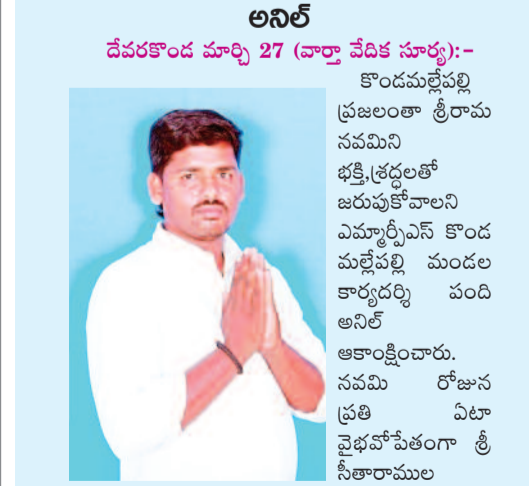 అనిల్
దేవరకొండ మార్చి 27 (వార్తా వేదిక సూర్య):-
కొండమల్లేపల్లి
ప్రజలంతా శ్రీరామ
నవమిని
భక్తి,శ్రద్ధలతో
జరుపుకోవాలని
ఎమ్మార్పీఎస్ కొండ
మల్లేపల్లి మండల
కార్యదర్శి పంది
అనిల్
ఆకాంక్షించారు.
నవమి రోజున
ప్రతి ఏటా
వైభవోపేతంగా శ్రీ
సీతారాముల